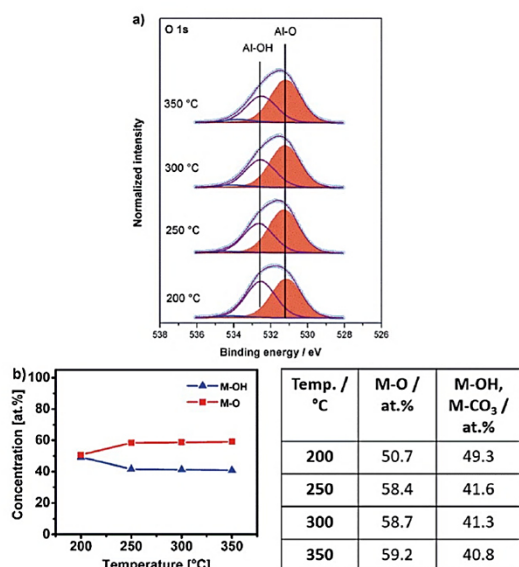 a)
O 1s
Al-O
Al-OH
350 °C
300 °C
250 °C
200 °C
Normalized intensity
538 536 534 532 530 528 526
Binding energy / eV
b)
M-OH
M-O
Concentration [at.%]
100
80
60
40
20
0
200 250 300 350
Temperature [°C]
Temp. / °C M-O / at.% M-OH, M-CO₃ / at.%
200 50.7 49.3
250 58.4 41.6
300 58.7 41.3
350 59.2 40.8